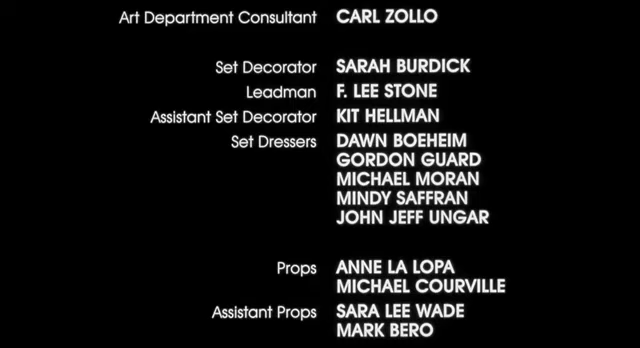 Art Department Consultant CARL ZOLLO
Set Decorator SARAH BURDICK
Leadman F. LEE STONE
Assistant Set Decorator KIT HELLMAN
Set Dressers DAWN BOEHEIM
GORDON GUARD
MICHAEL MORAN
MINDY SAFFRAN
JOHN JEFF UNGAR
Props ANNE LA LOPA
MICHAEL COURVILLE
Assistant Props SARA LEE WADE
MARK BERO